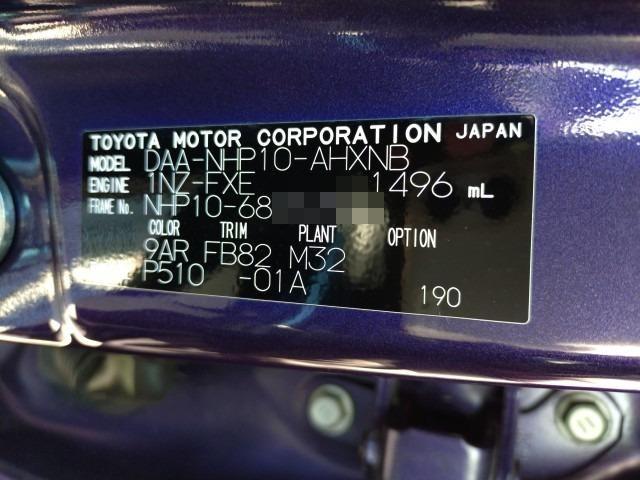 TOYOTA MOTOR CORPORATION JAPAN
MODEL DAA-NHP10-AHXNB
ENGINE 1NZ-FXE 1496 mL
FRAME No. NHP10-68
COLOR TRIM PLANT OPTION
9AR FB82 M32
P510 -01A 190